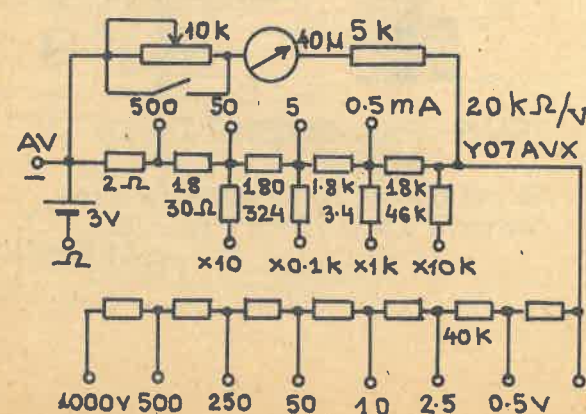 10k 40µ 5k
500 50 5 0.5mA 20kΩ/V
AV Y07AVX
−
2Ω 18 180 1.8k 18k
30Ω 324 3.4 46k
3V
Ω ×10 ×0.1k ×1k ×10k
40k
1000V 500 250 50 10 2.5 0.5V